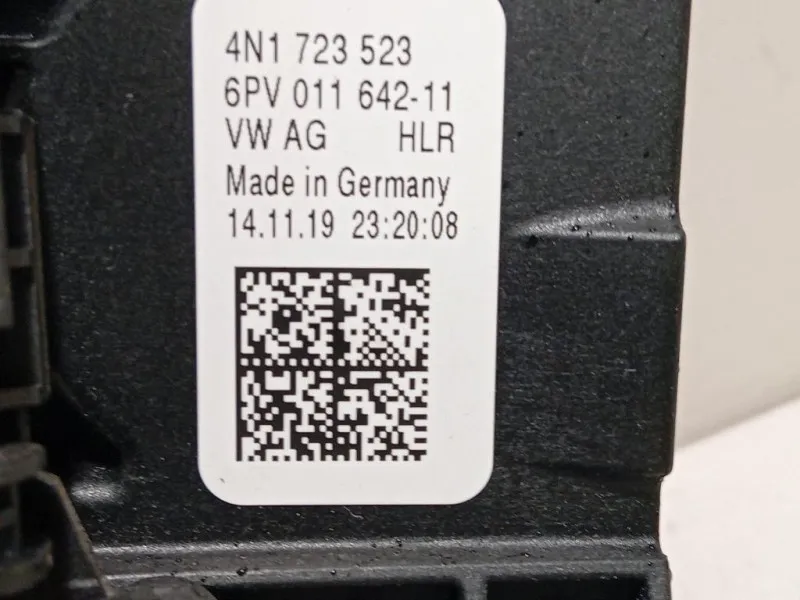 4N1 723 523
6PV 011 642-11
VW AG HLR
Made in Germany
14.11.19 23:20:08